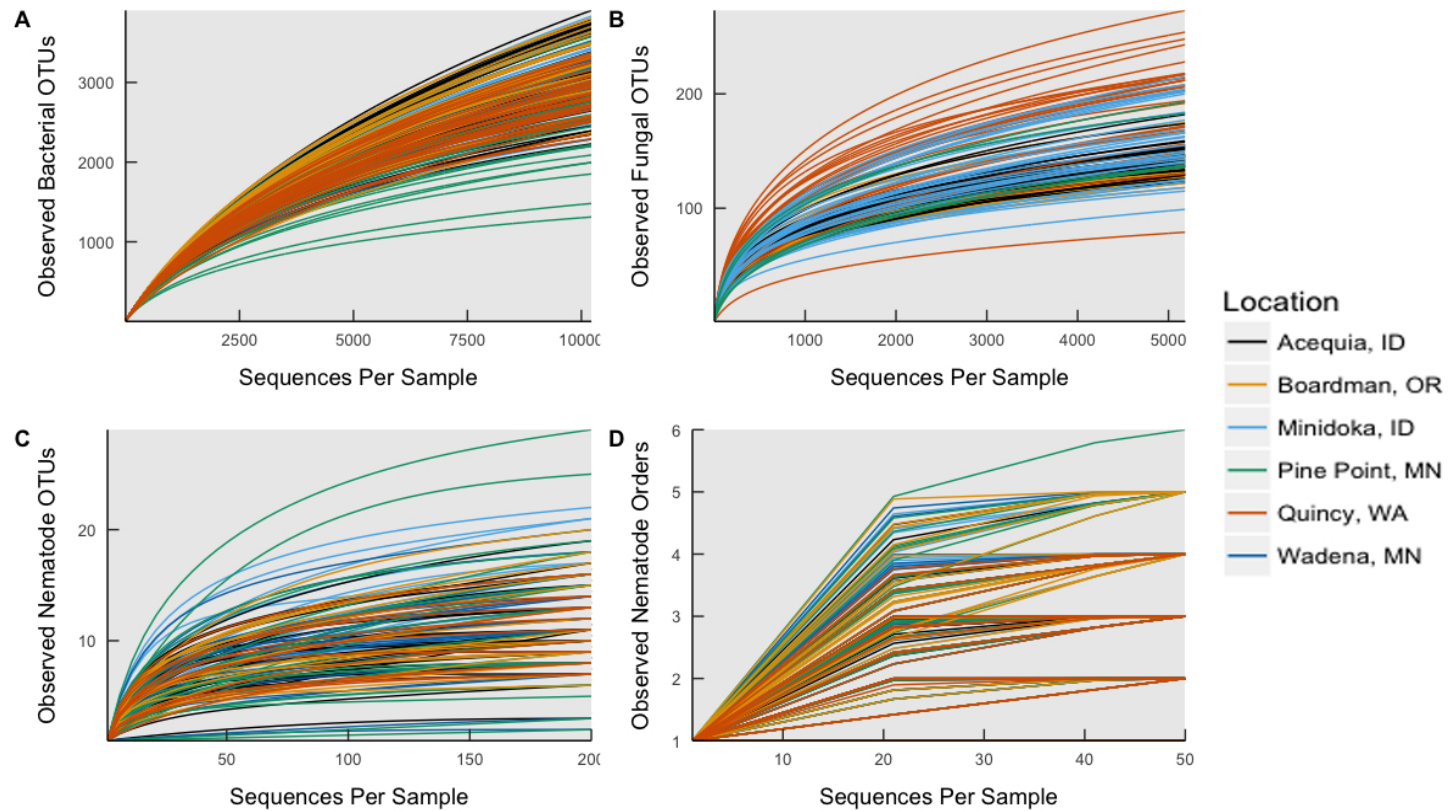 A
Observed Bacterial OTUs
3000
2000
1000
2500
5000
7500
10000
Sequences Per Sample
B
Observed Fungal OTUs
200
100
1000
2000
3000
4000
5000
Sequences Per Sample
C
Observed Nematode OTUs
20
10
50
100
150
200
Sequences Per Sample
D
Observed Nematode Orders
6
5
4
3
2
1
10
20
30
40
50
Sequences Per Sample
Location
Acequia, ID
Boardman, OR
Minidoka, ID
Pine Point, MN
Quincy, WA
Wadena, MN